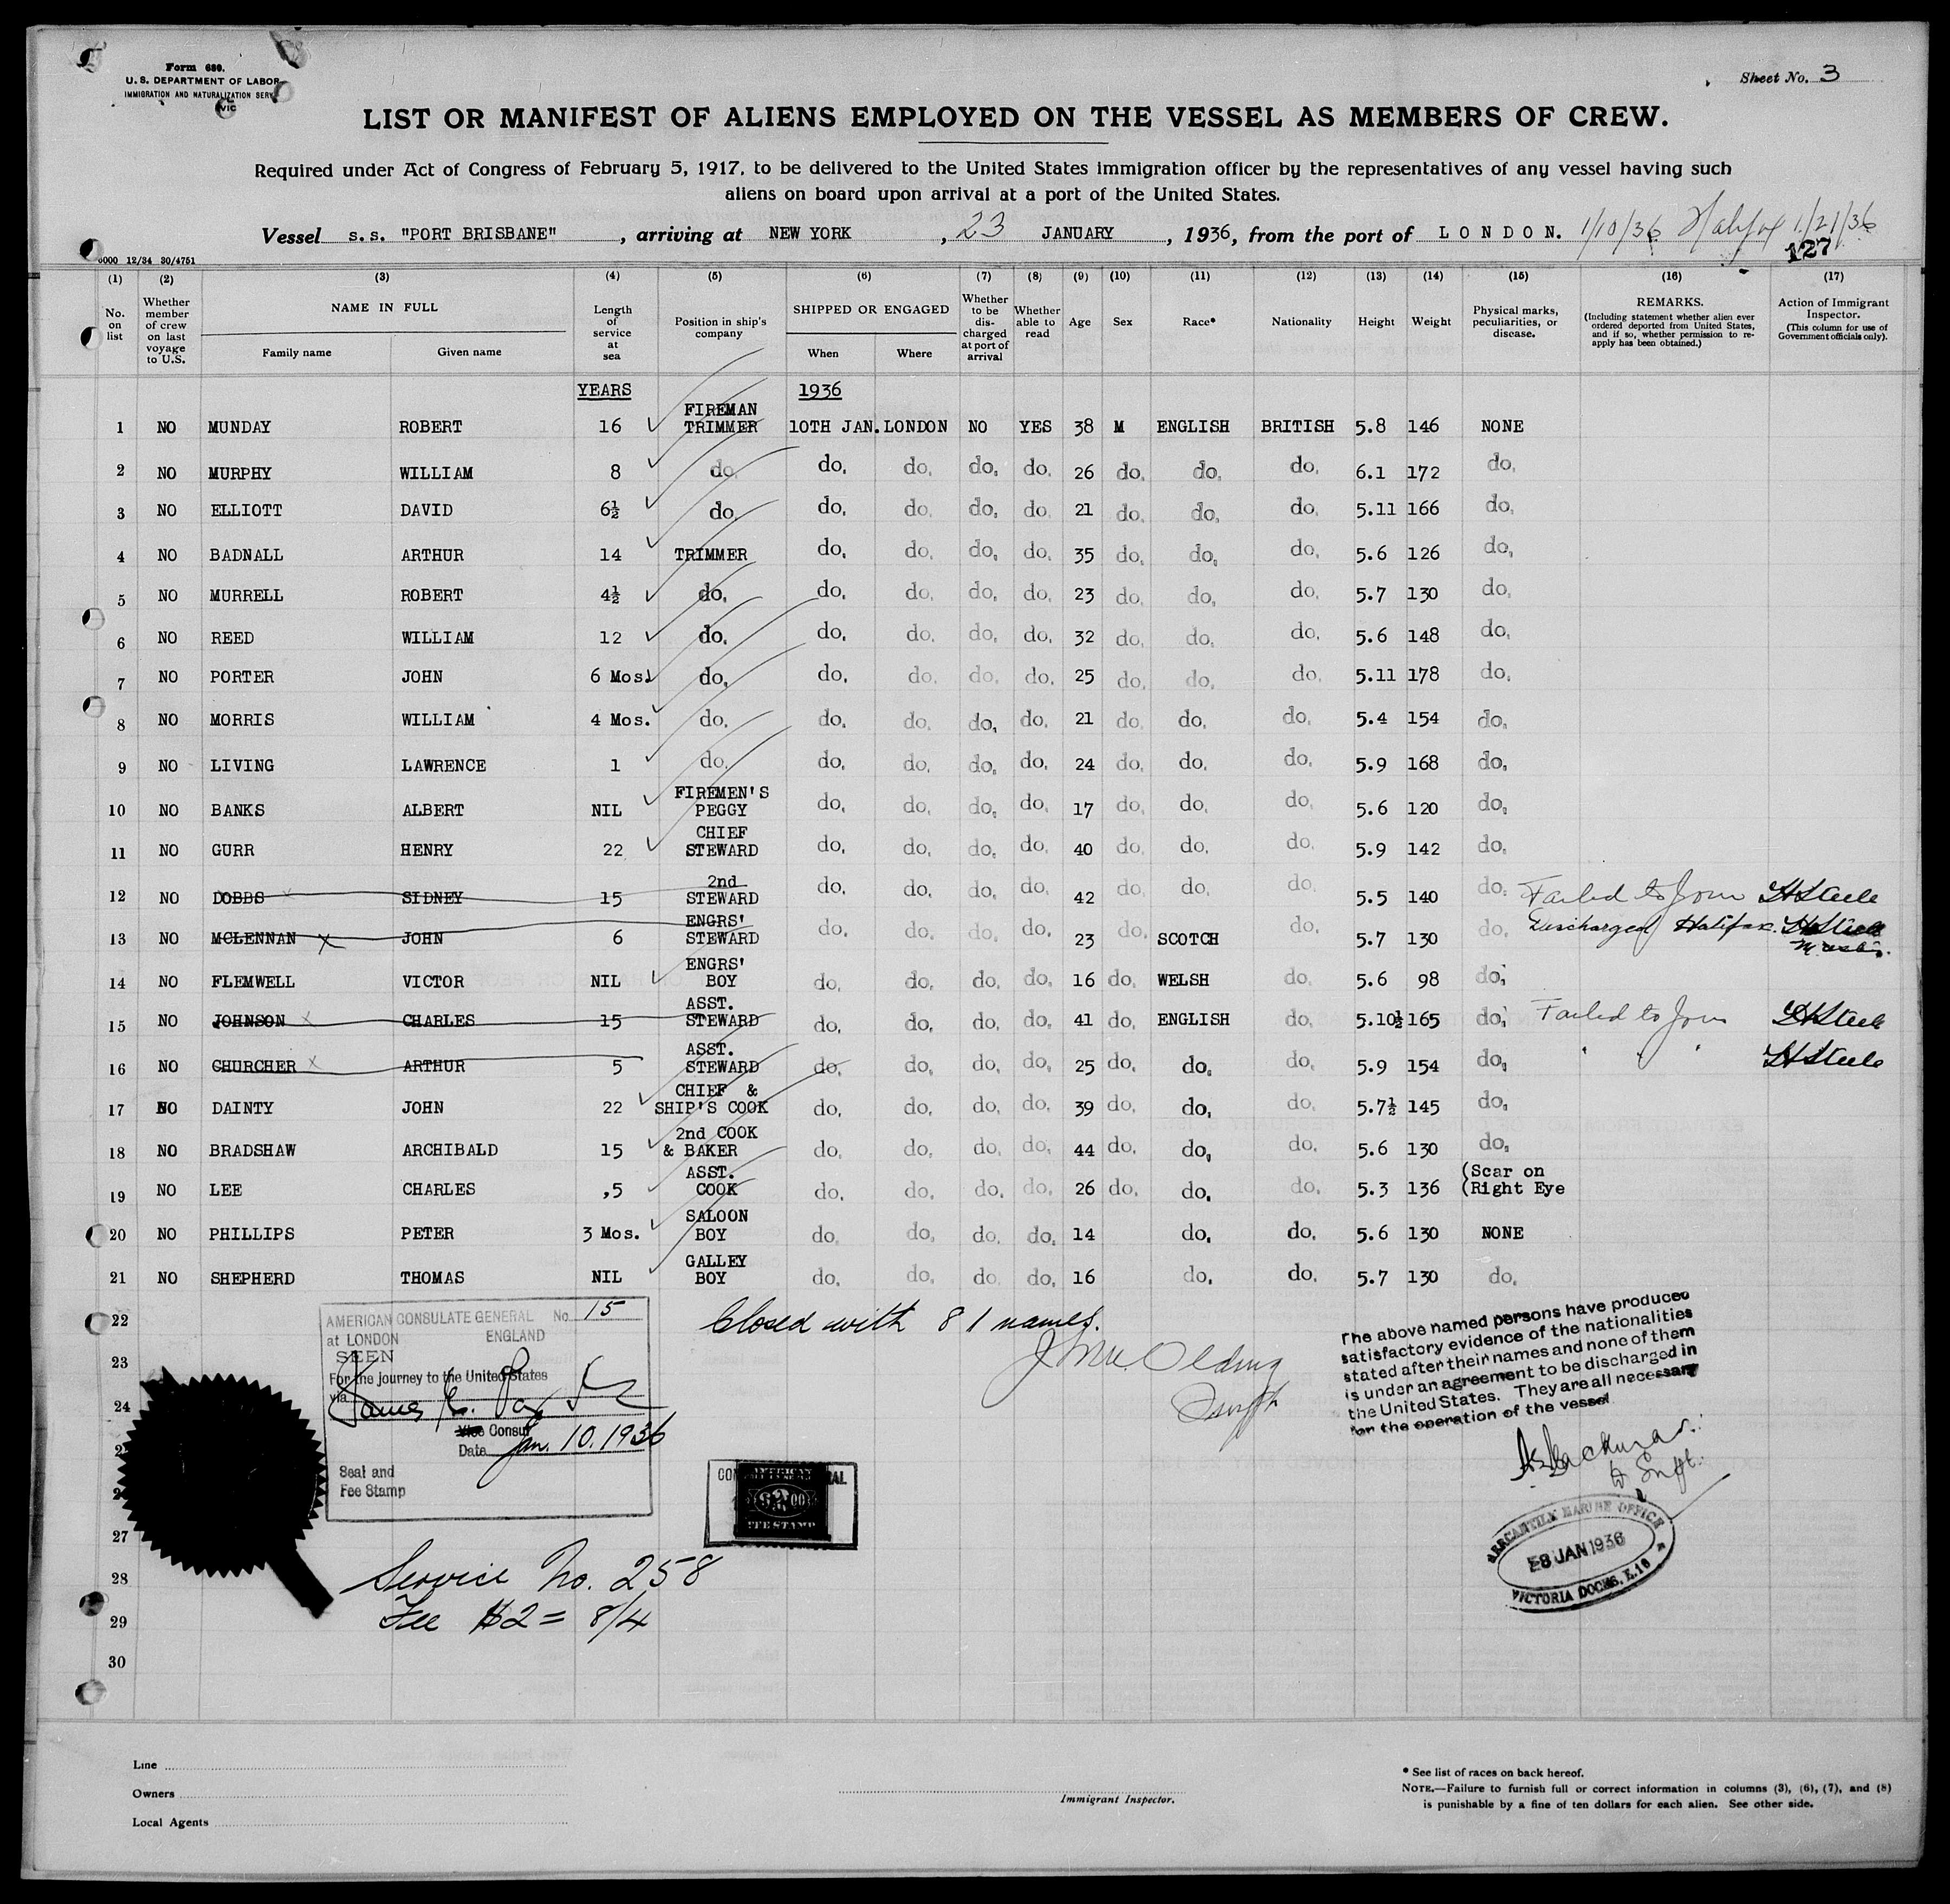 Form 680.
U. S. DEPARTMENT OF LABOR
IMMIGRATION AND NATURALIZATION SERVICE
Sheet No. 3
LIST OR MANIFEST OF ALIENS EMPLOYED ON THE VESSEL AS MEMBERS OF CREW.
Required under Act of Congress of February 5, 1917, to be delivered to the United States immigration officer by the representatives of any vessel having such
aliens on board upon arrival at a port of the United States.
Vessel s.s. "PORT BRISBANE", arriving at NEW YORK, 23 JANUARY, 1936, from the port of LONDON. 1/10/36 Halifax 1/21/36
127
6000 12/34 30/4751
(1) (2) (3) (4) (5) (6) (7) (8) (9) (10) (11) (12) (13) (14) (15) (16) (17)
No. on list
Whether member of crew on last voyage to U.S.
NAME IN FULL
Family name Given name
Length of service at sea
Position in ship's company
SHIPPED OR ENGAGED
When Where
Whether to be discharged at port of arrival
Whether able to read
Age Sex Race* Nationality Height Weight
Physical marks, peculiarities, or disease.
REMARKS.
(Including statement whether alien ever ordered deported from United States, and if so, whether permission to reapply has been obtained.)
Action of Immigrant Inspector.
(This column for use of Government officials only).
YEARS 1936
1 NO MUNDAY ROBERT 16 FIREMAN TRIMMER 10TH JAN. LONDON NO YES 38 M ENGLISH BRITISH 5.8 146 NONE
2 NO MURPHY WILLIAM 8 do. do. do. do. do. 26 do. do. do. 6.1 172 do.
3 NO ELLIOTT DAVID 6½ do. do. do. do. do. 21 do. do. do. 5.11 166 do.
4 NO BADNALL ARTHUR 14 TRIMMER do. do. do. do. 35 do. do. do. 5.6 126 do.
5 NO MURRELL ROBERT 4½ do. do. do. do. do. 23 do. do. do. 5.7 130 do.
6 NO REED WILLIAM 12 do. do. do. do. do. 32 do. do. do. 5.6 148 do.
7 NO PORTER JOHN 6 Mos. do. do. do. do. do. 25 do. do. do. 5.11 178 do.
8 NO MORRIS WILLIAM 4 Mos. do. do. do. do. do. 21 do. do. do. 5.4 154 do.
9 NO LIVING LAWRENCE 1 do. do. do. do. do. 24 do. do. do. 5.9 168 do.
10 NO BANKS ALBERT NIL FIREMEN'S PEGGY do. do. do. do. 17 do. do. do. 5.6 120 do.
11 NO GURR HENRY 22 CHIEF STEWARD do. do. do. do. 40 do. do. do. 5.9 142 do.
12 NO DOBBS SIDNEY 15 2nd STEWARD do. do. do. do. 42 do. do. do. 5.5 140 do. Failed to Join HSteele
13 NO MCLENNAN JOHN 6 ENGRS' STEWARD do. do. do. do. 23 do. SCOTCH do. 5.7 130 do. Discharged Halifax. HSteele
14 NO FLEMWELL VICTOR NIL ENGRS' BOY do. do. do. do. 16 do. WELSH do. 5.6 98 do.
15 NO JOHNSON CHARLES 15 ASST. STEWARD do. do. do. do. 41 do. ENGLISH do. 5.10½ 165 do. Failed to Join HSteele
16 NO CHURCHER ARTHUR 5 ASST. STEWARD do. do. do. do. 25 do. do. do. 5.9 154 do. " " " HSteele
17 NO DAINTY JOHN 22 CHIEF & SHIP'S COOK do. do. do. do. 39 do. do. do. 5.7½ 145 do.
18 NO BRADSHAW ARCHIBALD 15 2nd COOK & BAKER do. do. do. do. 44 do. do. do. 5.6 130 do.
19 NO LEE CHARLES ,5 ASST. COOK do. do. do. do. 26 do. do. do. 5.3 136 (Scar on (Right Eye
20 NO PHILLIPS PETER 3 Mos. SALOON BOY do. do. do. do. 14 do. do. 5.6 130 NONE
21 NO SHEPHERD THOMAS NIL GALLEY BOY do. do. do. do. 16 do. do. 5.7 130 do.
22
23
24
27
28
29
30
AMERICAN CONSULATE GENERAL No. 15
at LONDON ENGLAND
SEEN
For the journey to the United States
via
Vice Consul
Date Jan. 10. 1936
Seal and
Fee Stamp
Closed with 81 names.
AMERICAN
$2.00
FEE STAMP
Service No. 258
Fee $2 = 8/4
The above named persons have produced
satisfactory evidence of the nationalities
stated after their names and none of them
is under an agreement to be discharged in
the United States. They are all necessary
for the operation of the vessel
MERCANTILE MARINE OFFICE
8 JAN 1936
VICTORIA DOCKS, E.16
Line
Owners
Local Agents
Immigrant Inspector.
* See list of races on back hereof.
NOTE.—Failure to furnish full or correct information in columns (3), (6), (7), and (8)
is punishable by a fine of ten dollars for each alien. See other side.